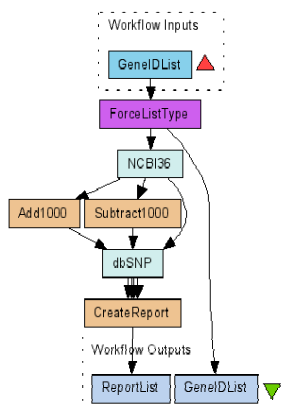 Workflow Inputs
GeneIDList
ForceListType
NCBI36
Add1000 Subtract1000
dbSNP
CreateReport
Workflow Outputs
ReportList GeneIDList